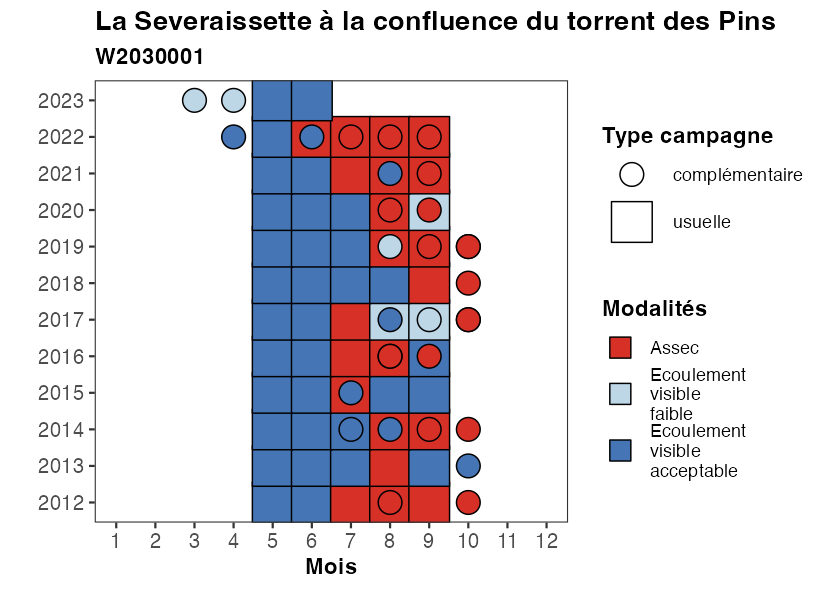 La Severaissette à la confluence du torrent des Pins
W2030001
2023
2022
2021
2020
2019
2018
2017
2016
2015
2014
2013
2012
1 2 3 4 5 6 7 8 9 10 11 12
Mois
Type campagne
complémentaire
usuelle
Modalités
Assec
Ecoulement
visible
faible
Ecoulement
visible
acceptable